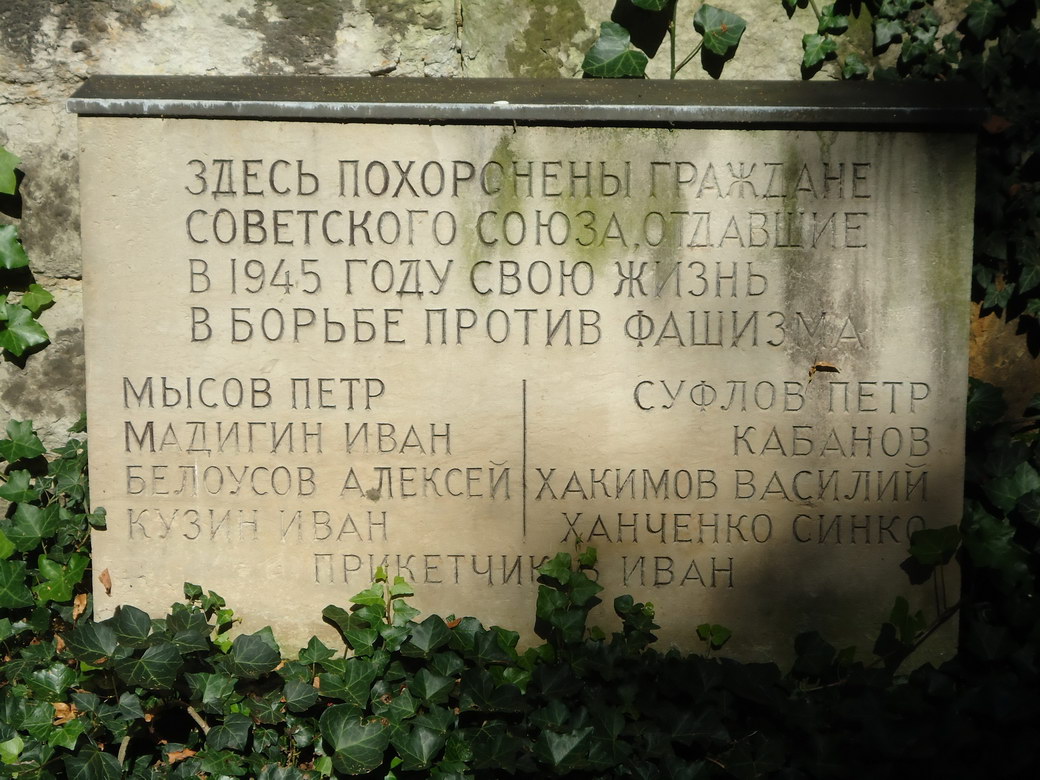 ЗДЕСЬ ПОХОРОНЕНЫ ГРАЖДАНЕ
СОВЕТСКОГО СОЮЗА, ОТДАВШИЕ
В 1945 ГОДУ СВОЮ ЖИЗНЬ
В БОРЬБЕ ПРОТИВ ФАШИЗМА
МЫСОВ ПЕТР
МАДИГИН ИВАН
БЕЛОУСОВ АЛЕКСЕЙ
КУЗИН ИВАН
СУФЛОВ ПЕТР
КАБАНОВ
ХАКИМОВ ВАСИЛИЙ
ХАНЧЕНКО СИНКО
ИВАН